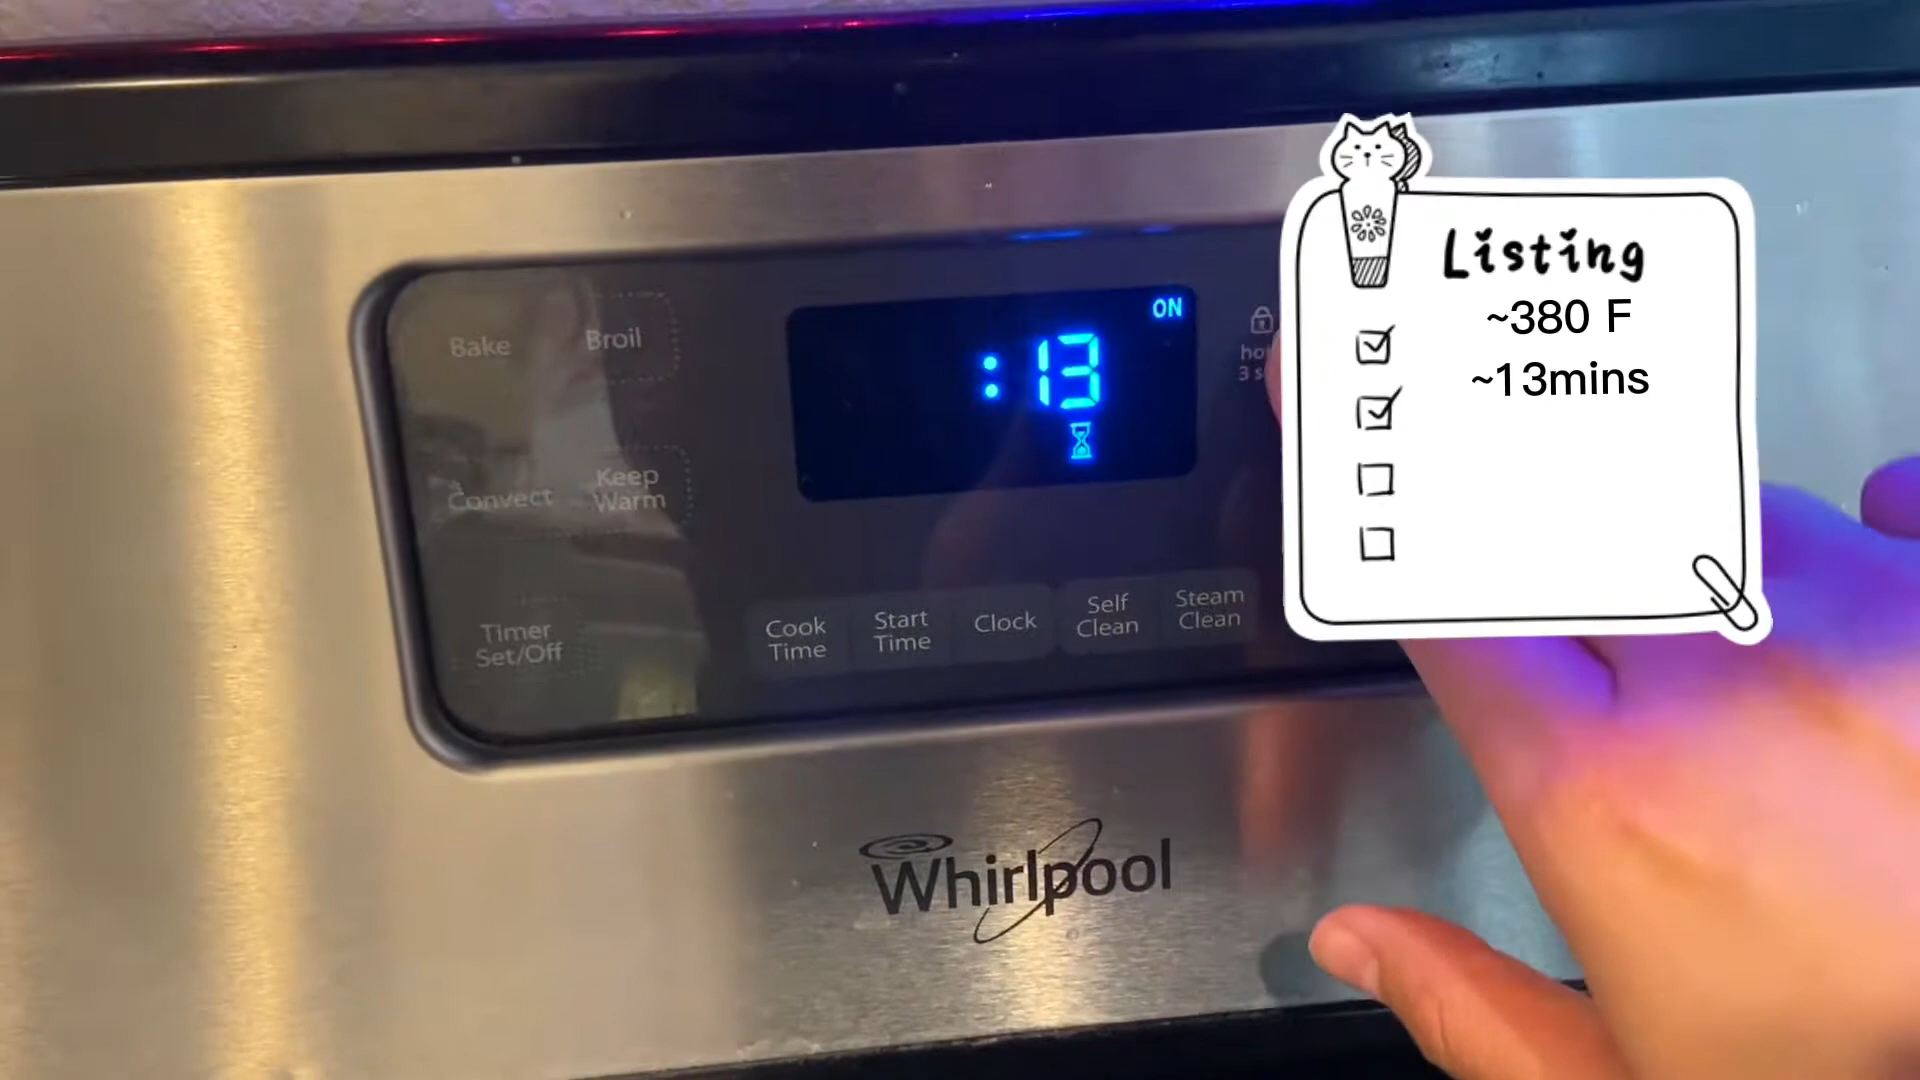 ON
:13
Bake
Broil
Convect
Keep
Warm
Timer
Set/Off
Cook
Time
Start
Time
Clock
Self
Clean
Steam
Clean
Whirlpool
Listing
~380 F
~13mins